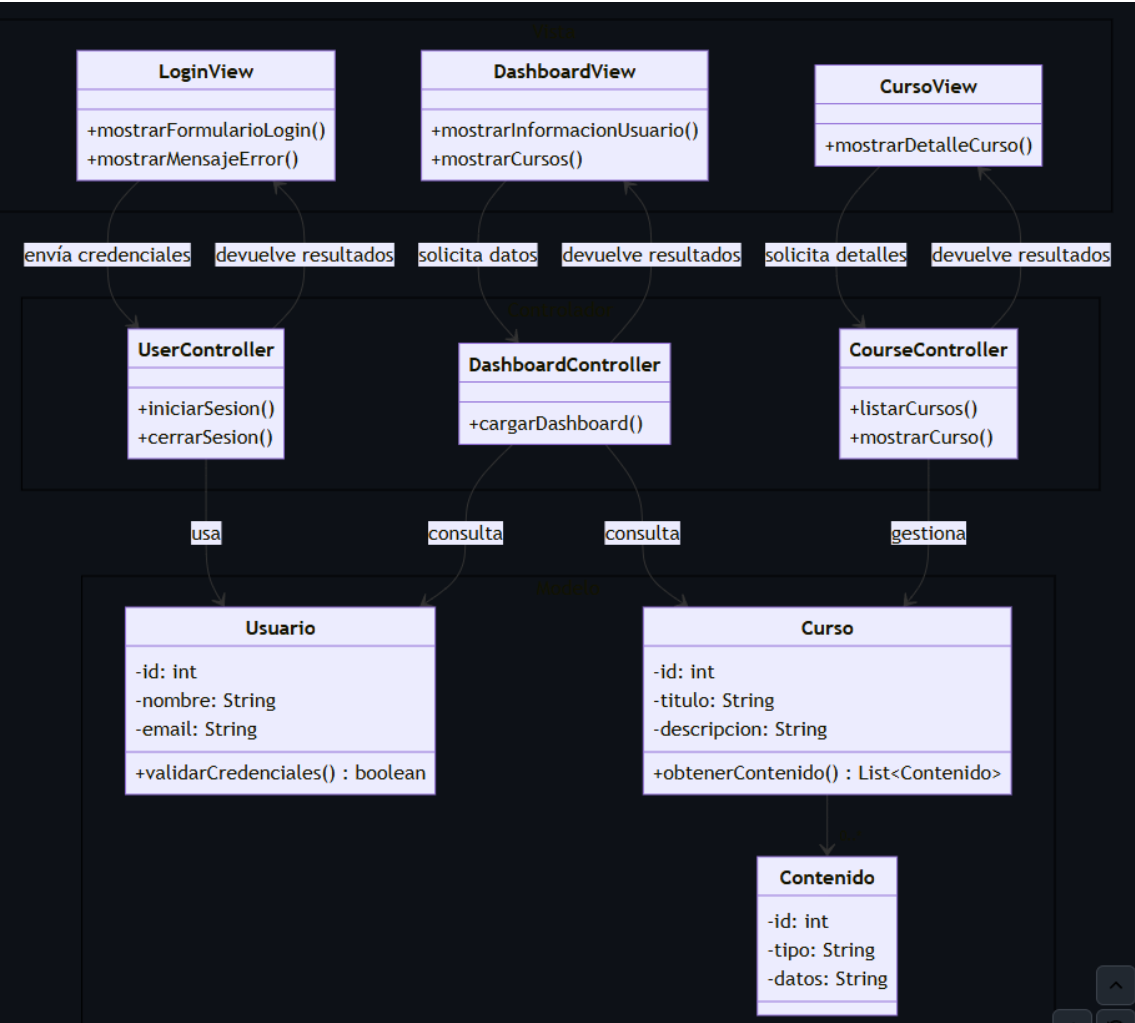 LoginView
+mostrarFormularioLogin()
+mostrarMensajeError()
DashboardView
+mostrarInformacionUsuario()
+mostrarCursos()
CursoView
+mostrarDetalleCurso()
envía credenciales
devuelve resultados
solicita datos
devuelve resultados
solicita detalles
devuelve resultados
UserController
+iniciarSesion()
+cerrarSesion()
DashboardController
+cargarDashboard()
CourseController
+listarCursos()
+mostrarCurso()
usa
consulta
consulta
gestiona
Usuario
-id: int
-nombre: String
-email: String
+validarCredenciales() : boolean
Curso
-id: int
-titulo: String
-descripcion: String
+obtenerContenido() : List<Contenido>
Contenido
-id: int
-tipo: String
-datos: String